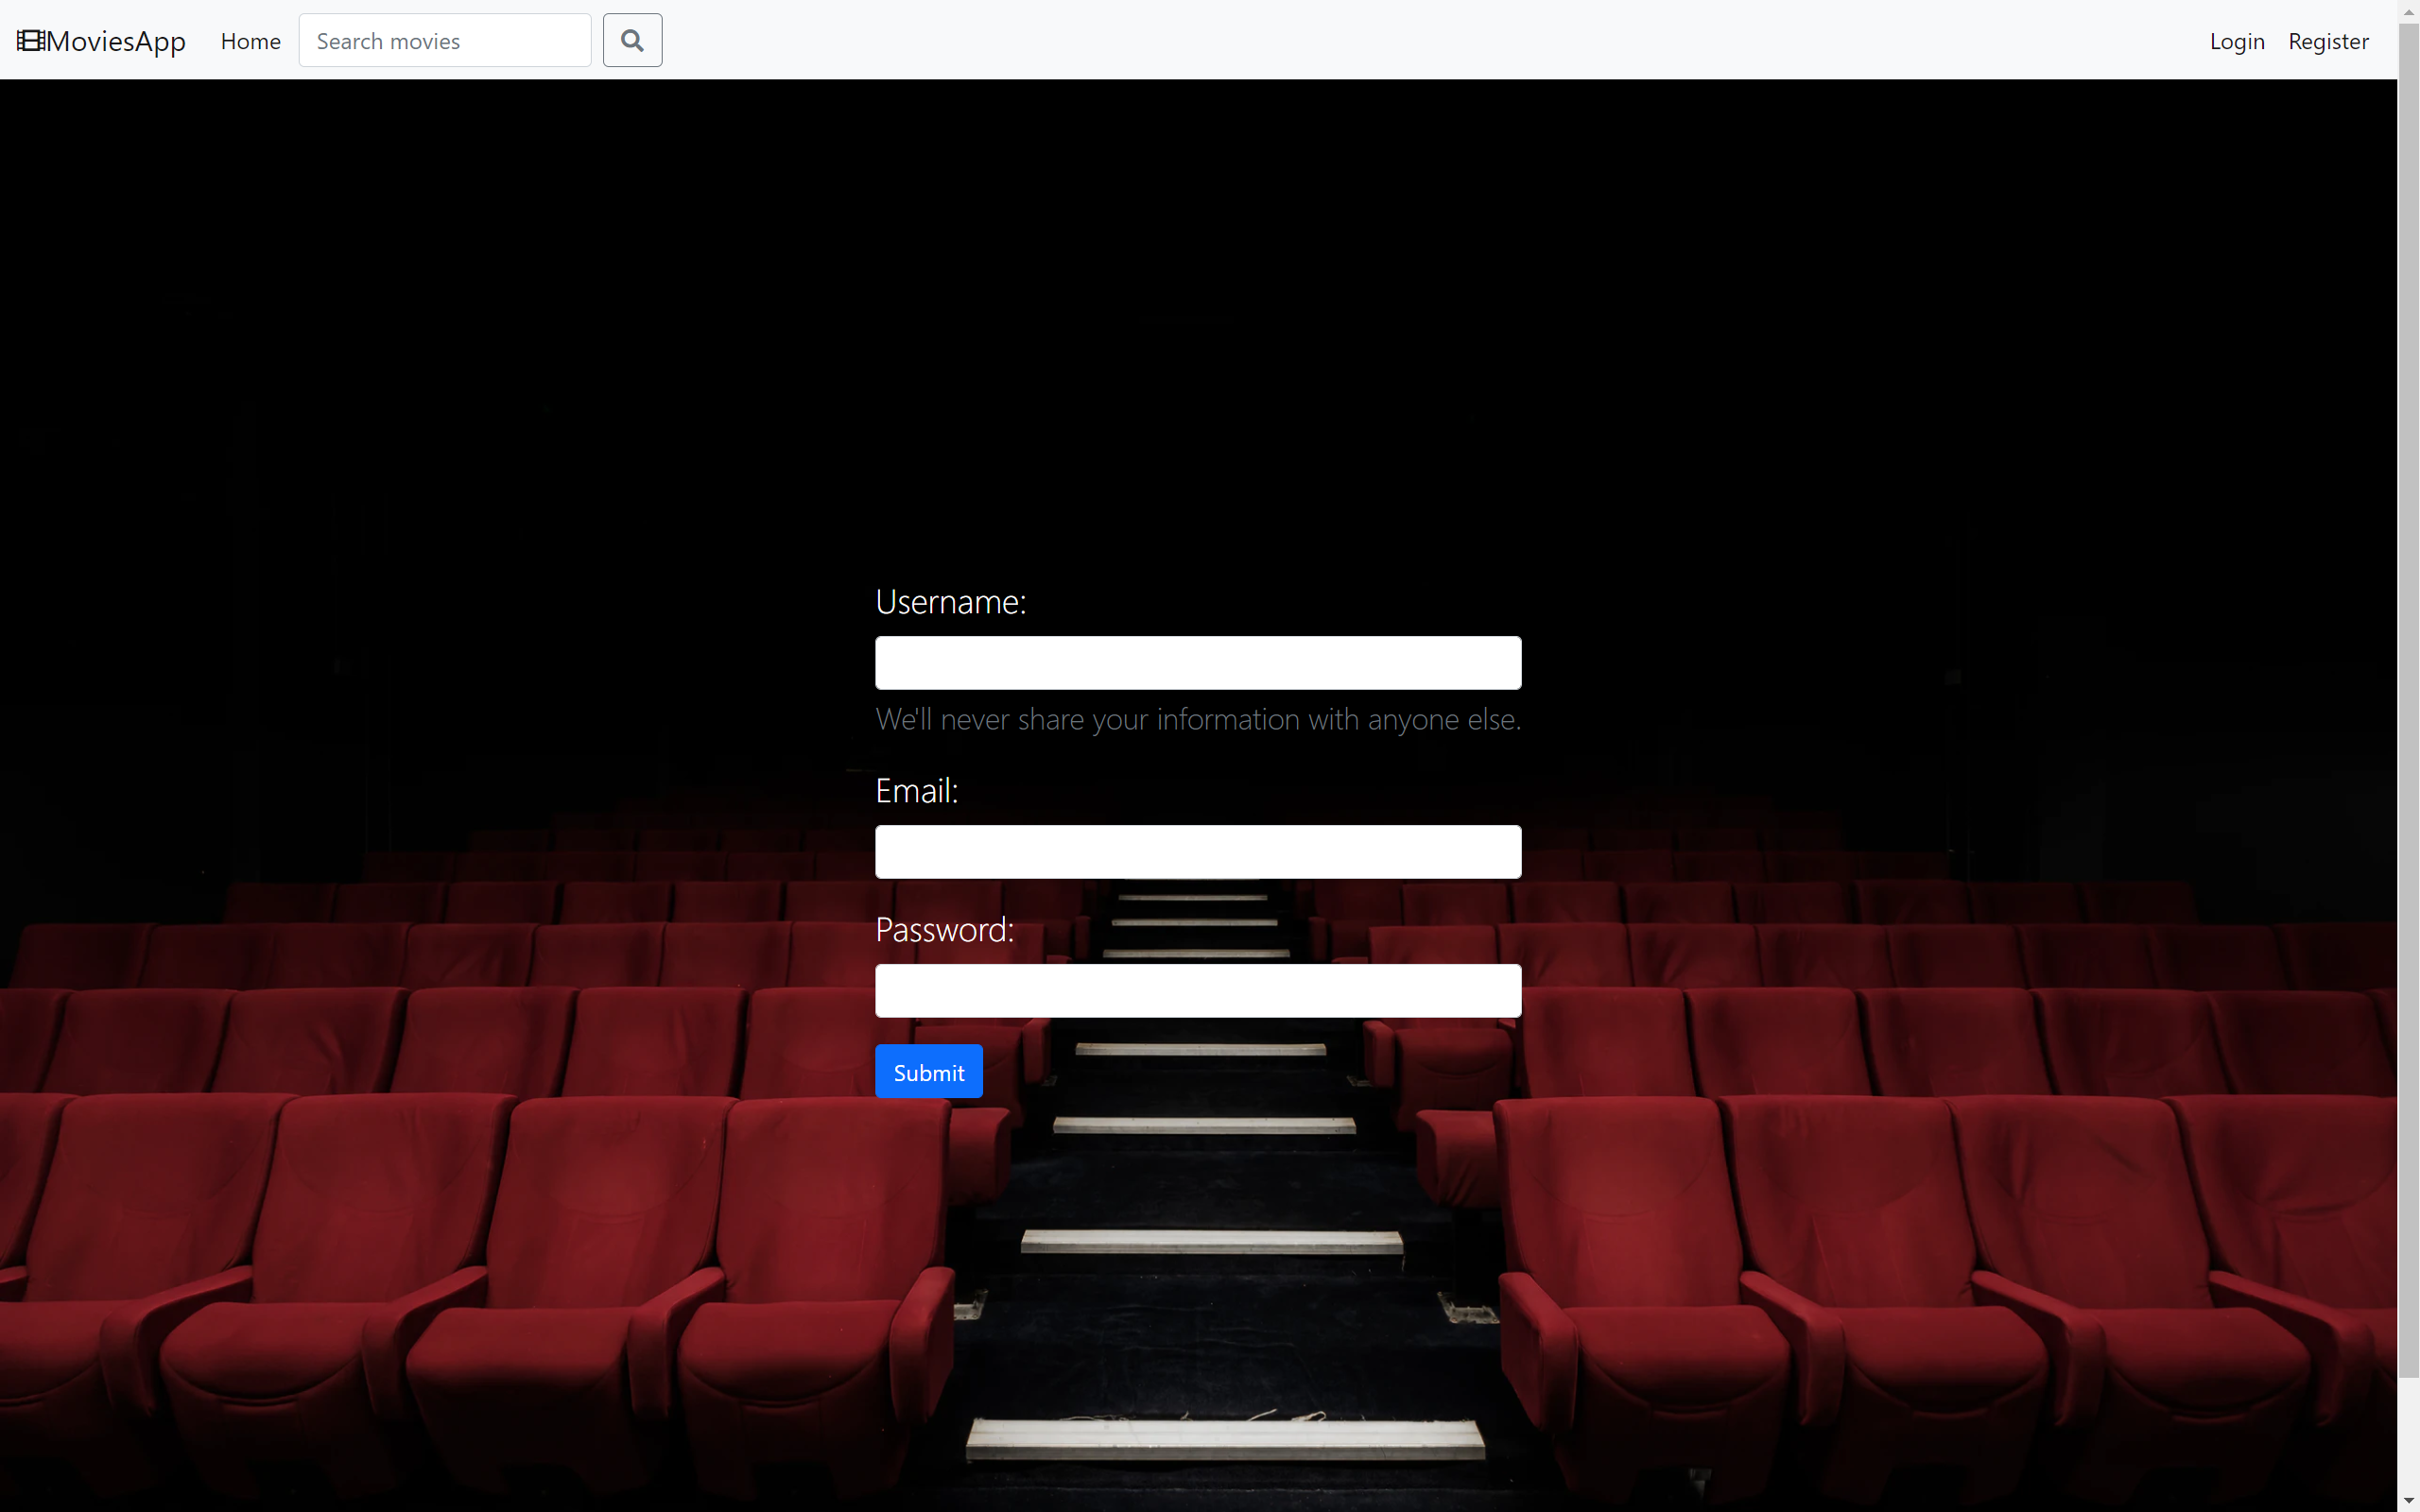 MoviesApp Home Search movies Login Register
Username:
We'll never share your information with anyone else.
Email:
Password:
Submit